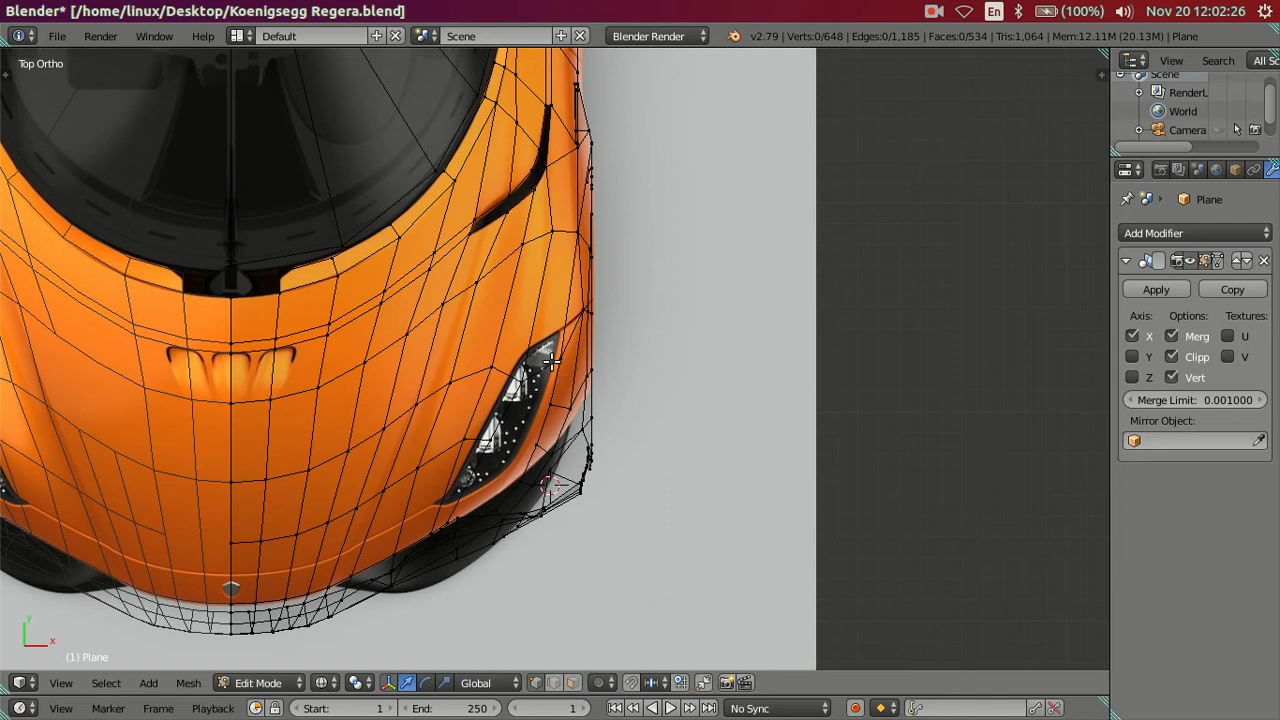 Blender* [/home/linux/Desktop/Koenigsegg Regera.blend]
En
(100%)
Nov 20 12:02:26
File
Render
Window
Help
Default
Scene
Blender Render
v2.79 | Verts:0/648 | Edges:0/1,185 | Faces:0/534 | Tris:1,064 | Mem:12.11M (20.13M) | Plane
Top Ortho
View
Search
All Sc
Scene
RenderL
World
Camera
Plane
Add Modifier
Apply
Copy
Axis:
Options:
Textures:
X
Merg
U
Y
Clipp
V
Z
Vert
Merge Limit: 0.001000
Mirror Object:
y
x
(1) Plane
View
Select
Add
Mesh
Edit Mode
Global
View
Marker
Frame
Playback
Start: 1
End: 250
1
No Sync